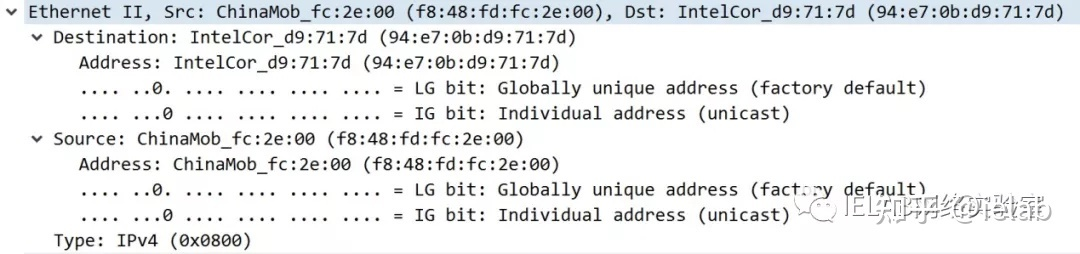 Ethernet II, Src: ChinaMob_fc:2e:00 (f8:48:fd:fc:2e:00), Dst: IntelCor_d9:71:7d (94:e7:0b:d9:71:7d)
Destination: IntelCor_d9:71:7d (94:e7:0b:d9:71:7d)
Address: IntelCor_d9:71:7d (94:e7:0b:d9:71:7d)
.... ..0. .... .... .... .... = LG bit: Globally unique address (factory default)
.... ...0 .... .... .... .... = IG bit: Individual address (unicast)
Source: ChinaMob_fc:2e:00 (f8:48:fd:fc:2e:00)
Address: ChinaMob_fc:2e:00 (f8:48:fd:fc:2e:00)
.... ..0. .... .... .... .... = LG bit: Globally unique address (factory default)
.... ...0 .... .... .... .... = IG bit: Individual address (unicast)
知乎 @ielab
Type: IPv4 (0x0800)